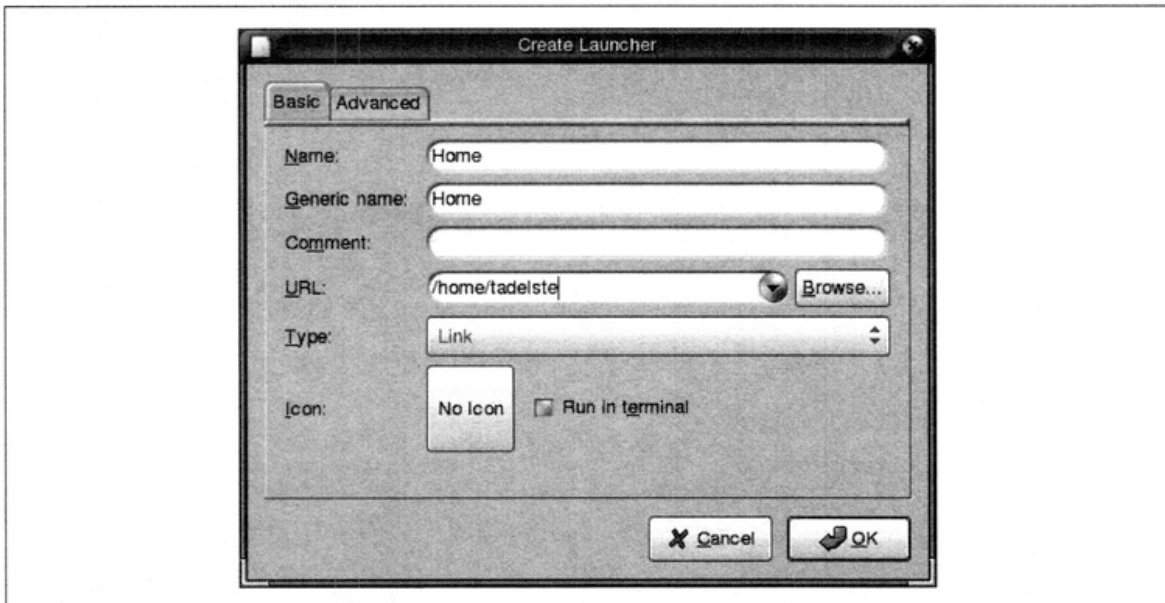 Create Launcher
Basic Advanced
Name: Home
Generic name: Home
Comment:
URL: /home/tadelste Browse...
Type: Link
Icon: No Icon Run in terminal
Cancel OK